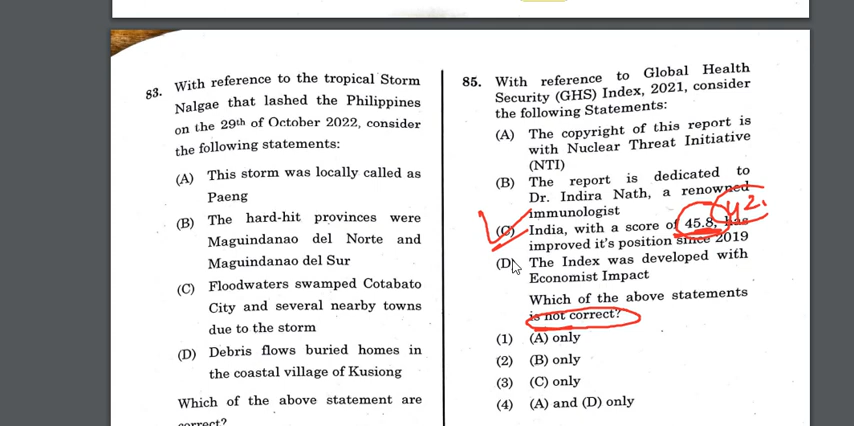 83. With reference to the tropical Storm
Nalgae that lashed the Philippines
on the 29th of October 2022, consider
the following statements:
(A) This storm was locally called as
Paeng
(B) The hard-hit provinces were
Maguindanao del Norte and
Maguindanao del Sur
(C) Floodwaters swamped Cotabato
City and several nearby towns
due to the storm
(D) Debris flows buried homes in
the coastal village of Kusiong
Which of the above statement are
correct?
85. With reference to Global Health
Security (GHS) Index, 2021, consider
the following Statements:
(A) The copyright of this report is
with Nuclear Threat Initiative
(NTI)
(B) The report is dedicated to
Dr. Indira Nath, a renowned
immunologist
(C) India, with a score of 45.8, has
improved it's position since 2019
(D) The Index was developed with
Economist Impact
Which of the above statements
is not correct?
(1) (A) only
(2) (B) only
(3) (C) only
(4) (A) and (D) only